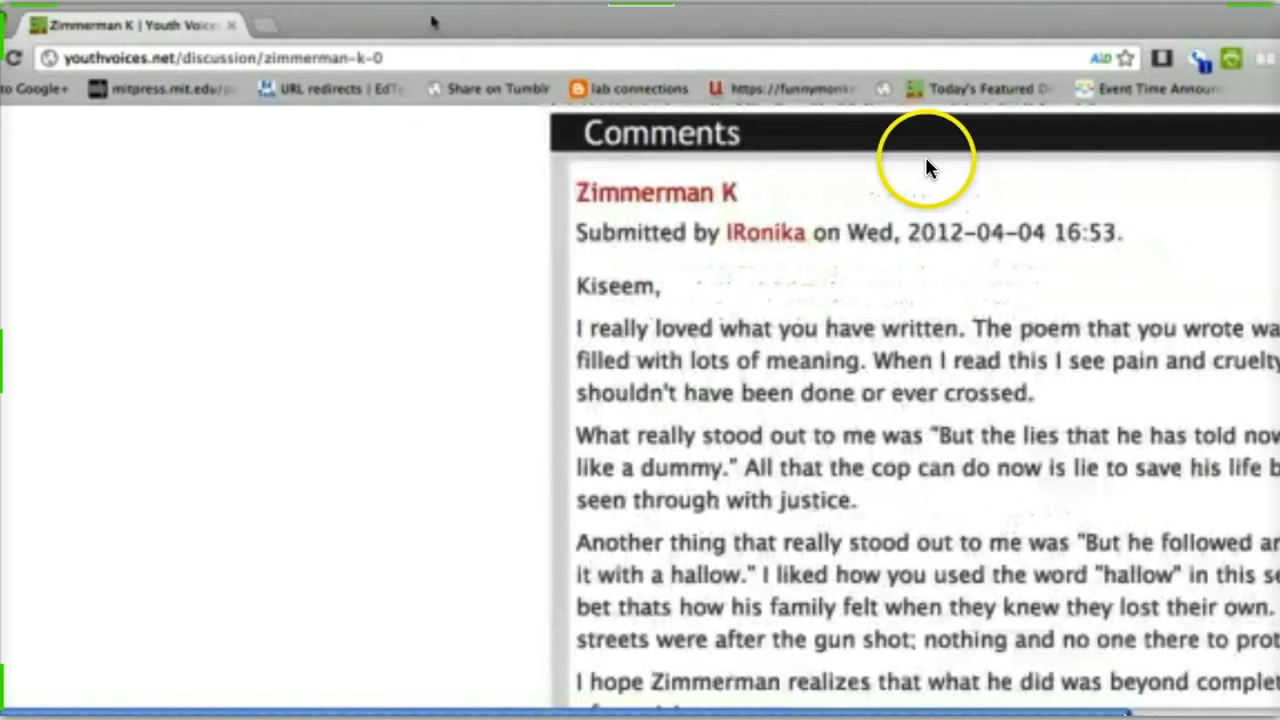 Zimmerman K | Youth Voice
youthvoices.net/discussion/zimmerman-k-0
to Google+ mitpress.mit.edu/p URL redirects | EdT Share on Tumblr lab connections https://funnymonk Today's Featured D Event Time Announ
Comments
Zimmerman K
Submitted by IRonika on Wed, 2012-04-04 16:53.
Kiseem,
I really loved what you have written. The poem that you wrote wa
filled with lots of meaning. When I read this I see pain and cruelty
shouldn't have been done or ever crossed.
What really stood out to me was "But the lies that he has told now
like a dummy." All that the cop can do now is lie to save his life b
seen through with justice.
Another thing that really stood out to me was "But he followed an
it with a hallow." I liked how you used the word "hallow" in this se
bet thats how his family felt when they knew they lost their own.
streets were after the gun shot; nothing and no one there to prot
I hope Zimmerman realizes that what he did was beyond complet